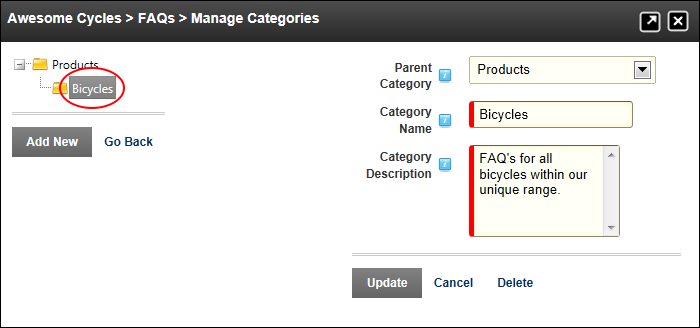 Awesome Cycles > FAQs > Manage Categories
Products
Bicycles
Add New
Go Back
Parent
Category
Products
Category
Name
Bicycles
Category
Description
FAQ's for all
bicycles within our
unique range.
Update
Cancel
Delete